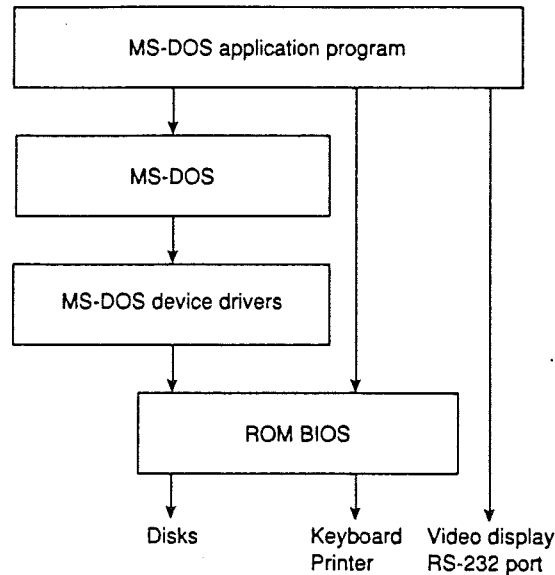 MS-DOS application program
MS-DOS
MS-DOS device drivers
ROM BIOS
Disks
Keyboard
Printer
Video display
RS-232 port